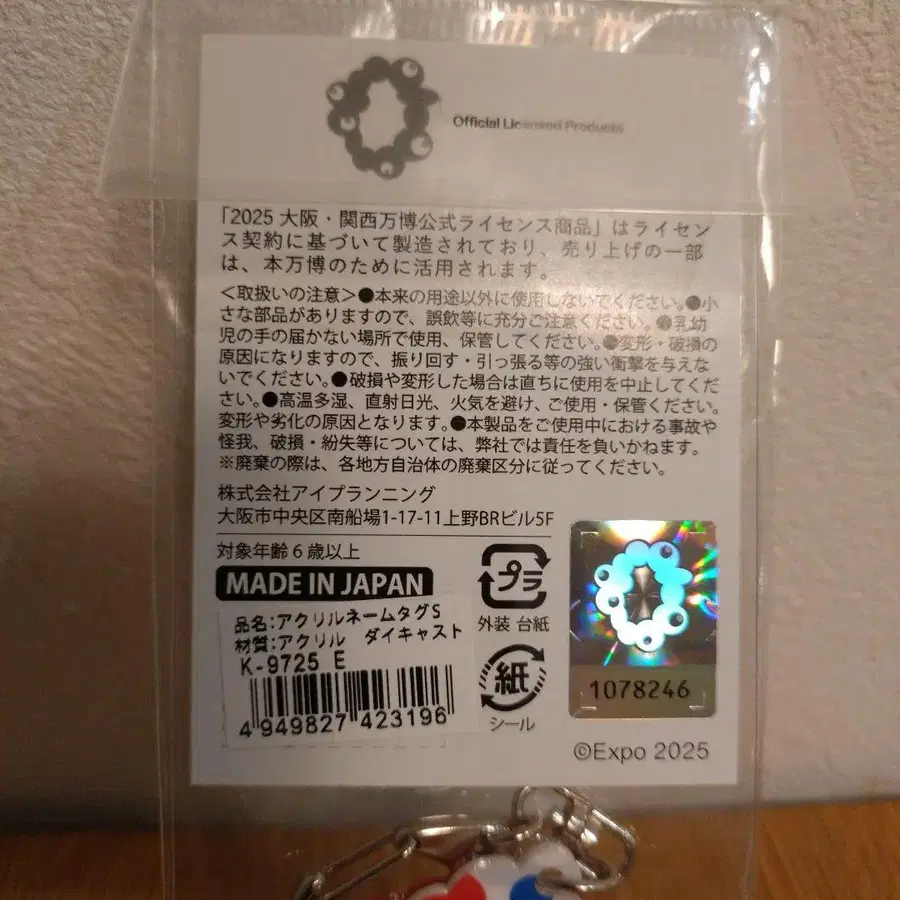 Official Licensed Products
「2025 大阪・関西万博公式ライセンス商品」はライセン
ス契約に基づいて製造されており、売り上げの一部
は、本万博のために活用されます。
＜取扱いの注意＞●本来の用途以外に使用しないでください。●小
さな部品がありますので、誤飲等に充分ご注意ください。●乳幼
児の手の届かない場所で使用、保管してください。●変形・破損の
原因になりますので、振り回す・引っ張る等の強い衝撃を与えな
いでください。●破損や変形した場合は直ちに使用を中止してくだ
さい。●高温多湿、直射日光、火気を避け、ご使用・保管ください。
変形や劣化の原因となります。●本製品をご使用中における事故や
怪我、破損・紛失等については、弊社では責任を負いかねます。
※廃棄の際は、各地方自治体の廃棄区分に従ってください。
株式会社アイプランニング
大阪市中央区南船場1-17-11上野BRビル5F
対象年齢6歳以上
MADE IN JAPAN
品名:アクリルネームタグS
材質:アクリル ダイキャスト
K-9725 E
4 949827 423196
プラ
外装 台紙
紙
シール
1078246
©Expo 2025